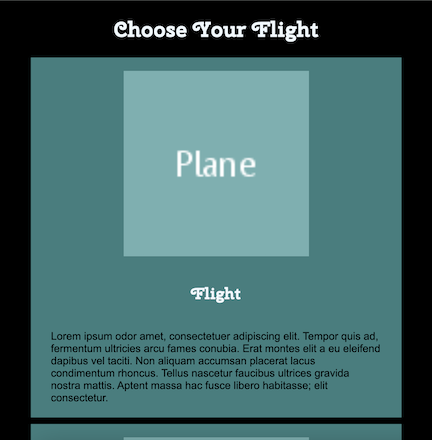 Choose Your Flight
Plane
Flight
Lorem ipsum odor amet, consectetuer adipiscing elit. Tempor quis ad,
fermentum ultricies arcu fames conubia. Erat montes elit a eu eleifend
dapibus vel taciti. Non aliquam accumsan placerat lacus
condimentum rhoncus. Tellus nascetur faucibus ultrices gravida
nostra mattis. Aptent massa hac fusce libero habitasse; elit
consectetur.